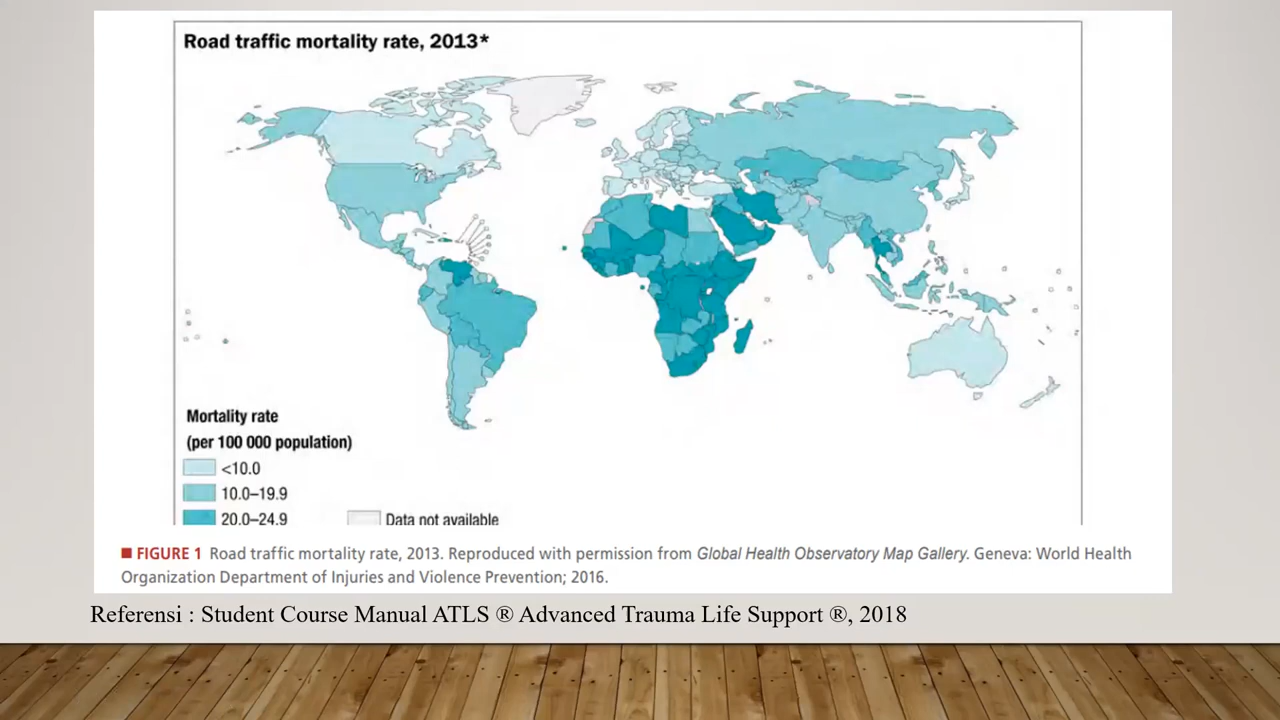 Road traffic mortality rate, 2013*
Mortality rate
(per 100 000 population)
<10.0
10.0–19.9
20.0–24.9
Data not available
■ FIGURE 1 Road traffic mortality rate, 2013. Reproduced with permission from Global Health Observatory Map Gallery. Geneva: World Health
Organization Department of Injuries and Violence Prevention; 2016.
Referensi : Student Course Manual ATLS ® Advanced Trauma Life Support ®, 2018